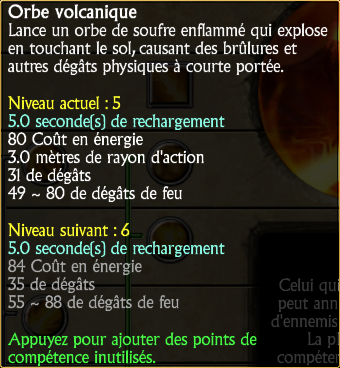 Orbe volcanique
Lance un orbe de soufre enflammé qui explose
en touchant le sol, causant des brûlures et
autres dégâts physiques à courte portée.
Niveau actuel : 5
5.0 seconde(s) de rechargement
80 Coût en énergie
3.0 mètres de rayon d'action
31 de dégâts
49 ~ 80 de dégâts de feu
Niveau suivant : 6
5.0 seconde(s) de rechargement
84 Coût en énergie
35 de dégâts
55 ~ 88 de dégâts de feu
Appuyez pour ajouter des points de
compétence inutilisés.
Celui qui
peut ann
d'ennemis
La pl
compéter